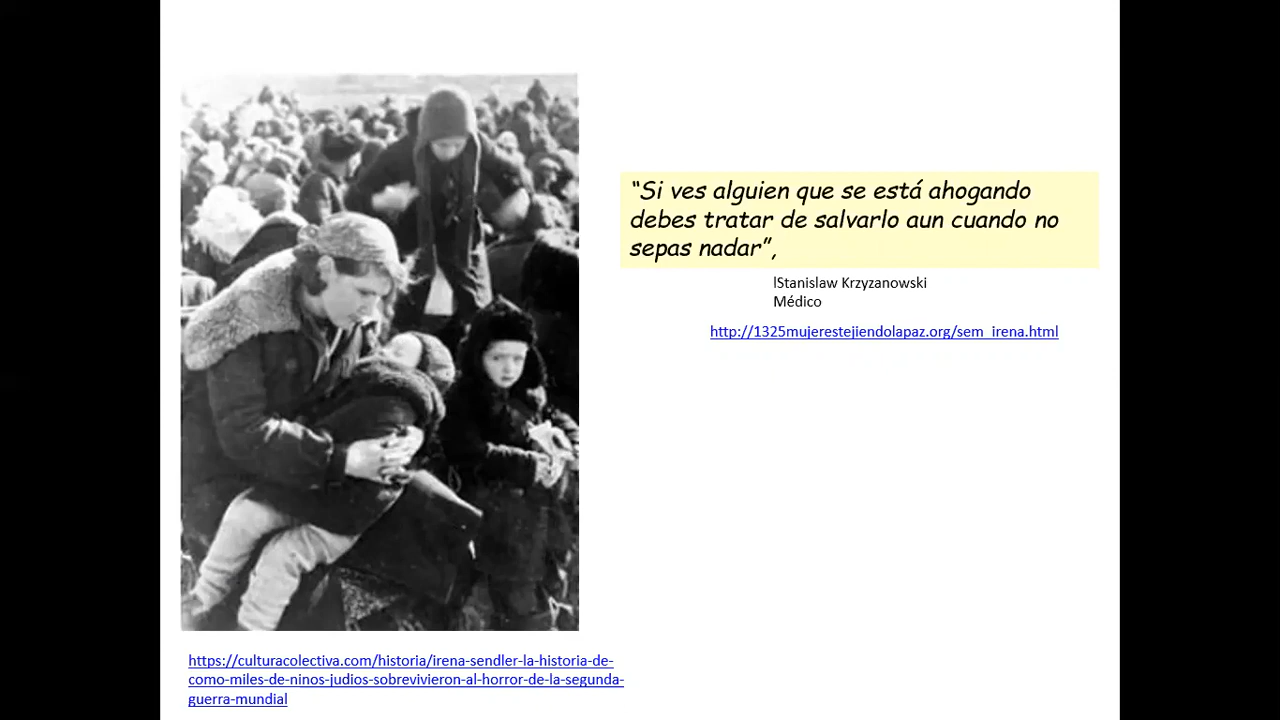 “Si ves alguien que se está ahogando
debes tratar de salvarlo aun cuando no
sepas nadar”,
lStanislaw Krzyzanowski
Médico
http://1325mujerestejiendolapaz.org/sem_irena.html
https://culturacolectiva.com/historia/irena-sendler-la-historia-de-
como-miles-de-ninos-judios-sobrevivieron-al-horror-de-la-segunda-
guerra-mundial